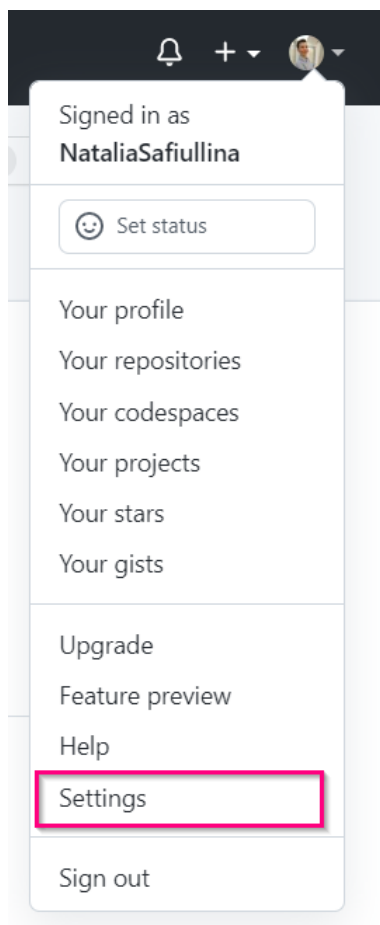 Signed in as
NataliaSafiullina
Set status
Your profile
Your repositories
Your codespaces
Your projects
Your stars
Your gists
Upgrade
Feature preview
Help
Settings
Sign out